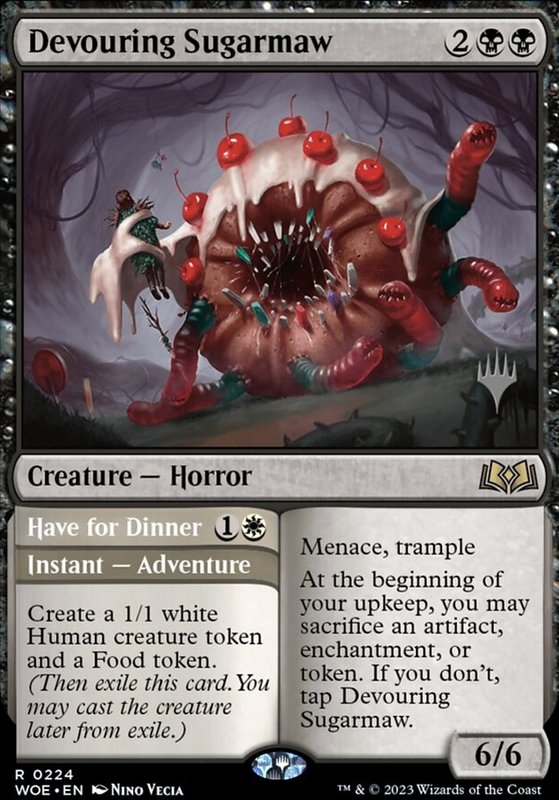 Devouring Sugarmaw 2
Creature — Horror
Have for Dinner 1
Instant — Adventure
Create a 1/1 white
Human creature token
and a Food token.
(Then exile this card. You
may cast the creature
later from exile.)
Menace, trample
At the beginning of
your upkeep, you may
sacrifice an artifact,
enchantment, or
token. If you don't,
tap Devouring
Sugarmaw.
6/6
R 0224
WOE • EN Nino Vecia
™ & © 2023 Wizards of the Coast